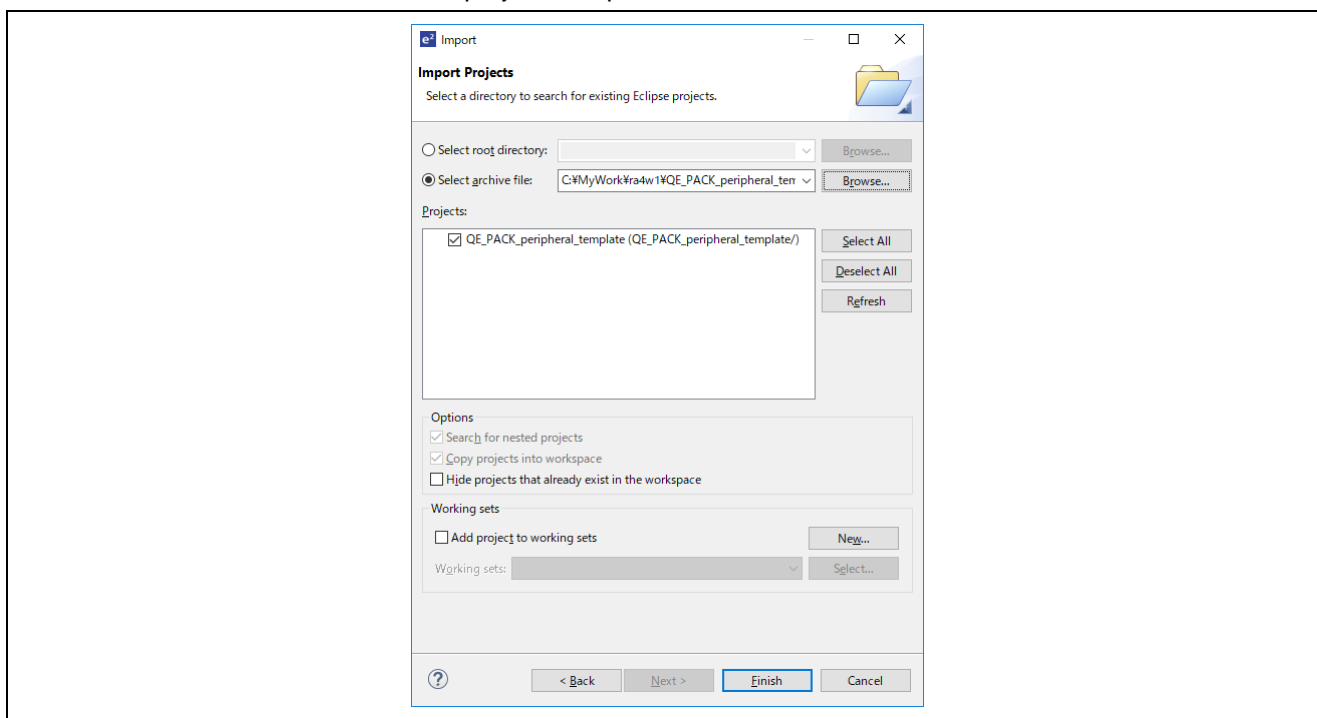 e² Import
Import Projects
Select a directory to search for existing Eclipse projects.
Select root directory:
Browse...
Select archive file:
C:¥MyWork¥ra4w1¥QE_PACK_peripheral_tem
Browse...
Projects:
QE_PACK_peripheral_template (QE_PACK_peripheral_template/)
Select All
Deselect All
Refresh
Options
Search for nested projects
Copy projects into workspace
Hide projects that already exist in the workspace
Working sets
Add project to working sets
New...
Working sets:
Select...
?
< Back
Next >
Finish
Cancel